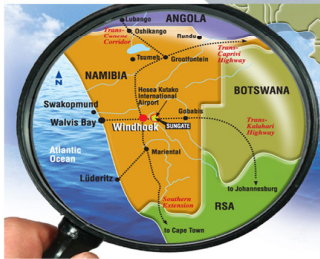 Lubango
ANGOLA
Trans-
Cunene
Corridor
Oshikango
Rundu
Trans-
Caprivi
Highway
Tsumeb
Grootfontein
NAMIBIA
N
Hosea Kutako
International
Airport
BOTSWANA
Swakopmund
Walvis Bay
Gobabis
Windhoek
SUNGATE
Trans-
Kalahari
Highway
Atlantic
Ocean
Mariental
Lüderitz
to Johannesburg
Southern
Extension
RSA
to Cape Town